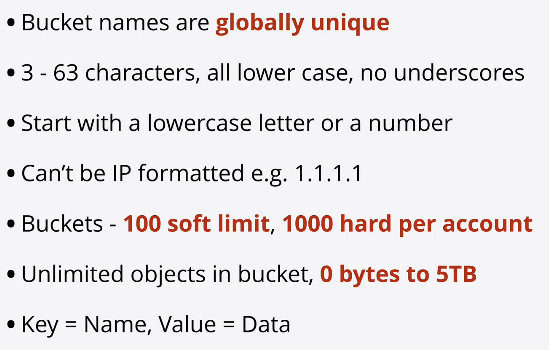 • Bucket names are globally unique
• 3 - 63 characters, all lower case, no underscores
• Start with a lowercase letter or a number
• Can't be IP formatted e.g. 1.1.1.1
• Buckets - 100 soft limit, 1000 hard per account
• Unlimited objects in bucket, 0 bytes to 5TB
• Key = Name, Value = Data